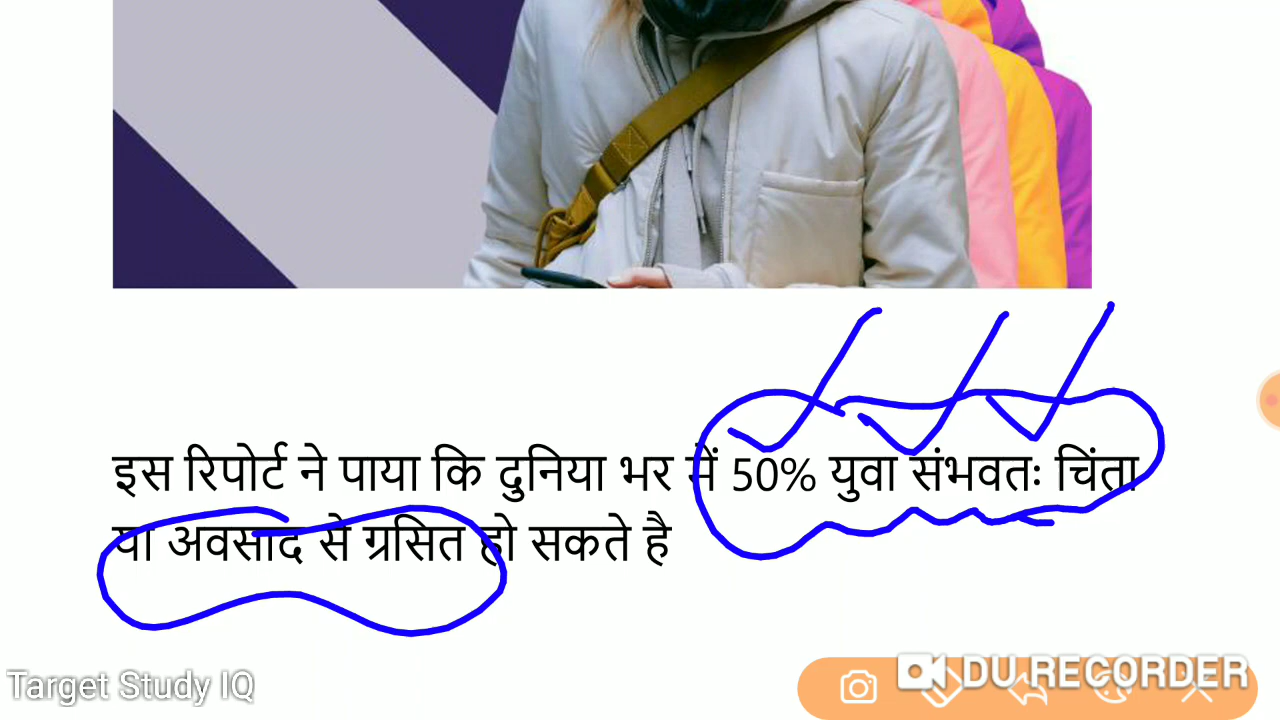 इस रिपोर्ट ने पाया कि दुनिया भर में 50% युवा संभवतः चिंता
या अवसाद से ग्रसित हो सकते है
Target Study IQ
DU RECORDER